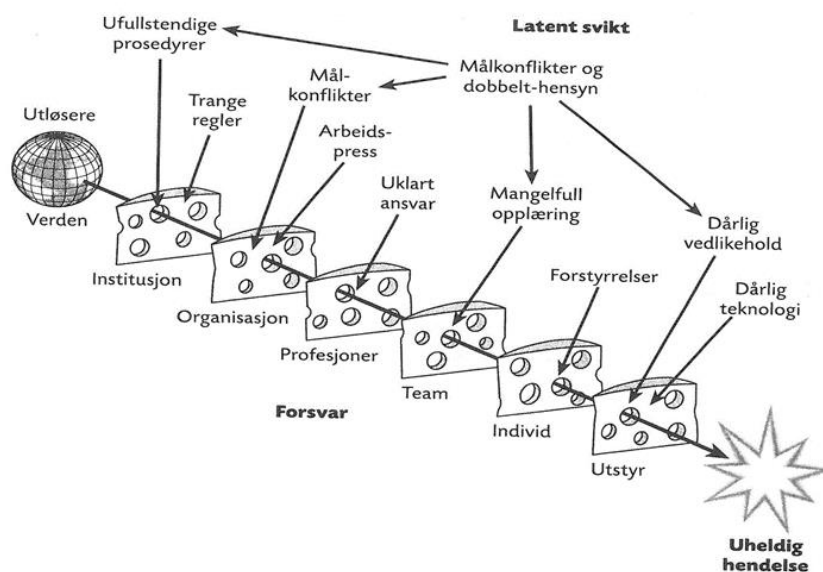 Ufullstendige
prosedyrer
Latent svikt
Mål-
konflikter
Målkonflikter og
dobbelt-hensyn
Utløsere
Trange
regler
Arbeids-
press
Verden
Uklart
ansvar
Mangelfull
opplæring
Dårlig
vedlikehold
Institusjon
Forstyrrelser
Dårlig
teknologi
Organisasjon
Profesjoner
Team
Forsvar
Individ
Utstyr
Uheldig
hendelse